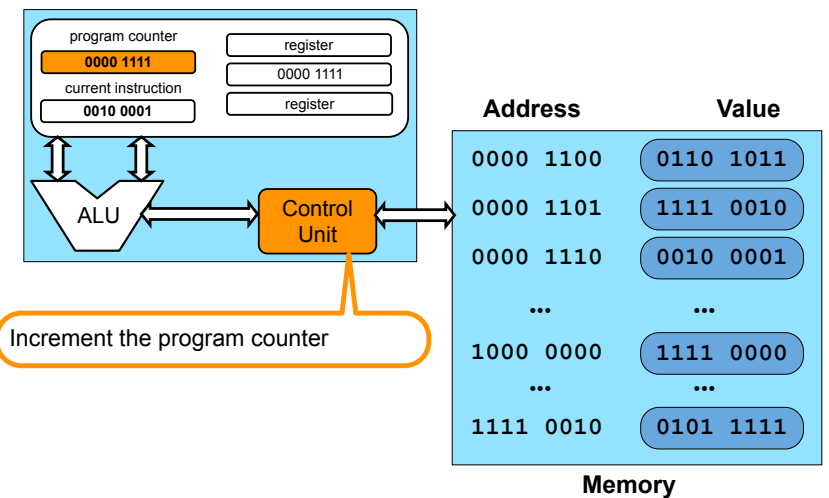 program counter
0000 1111
current instruction
0010 0001
register
0000 1111
register
ALU
Control
Unit
Increment the program counter
Address Value
0000 1100 0110 1011
0000 1101 1111 0010
0000 1110 0010 0001
... ...
1000 0000 1111 0000
... ...
1111 0010 0101 1111
Memory